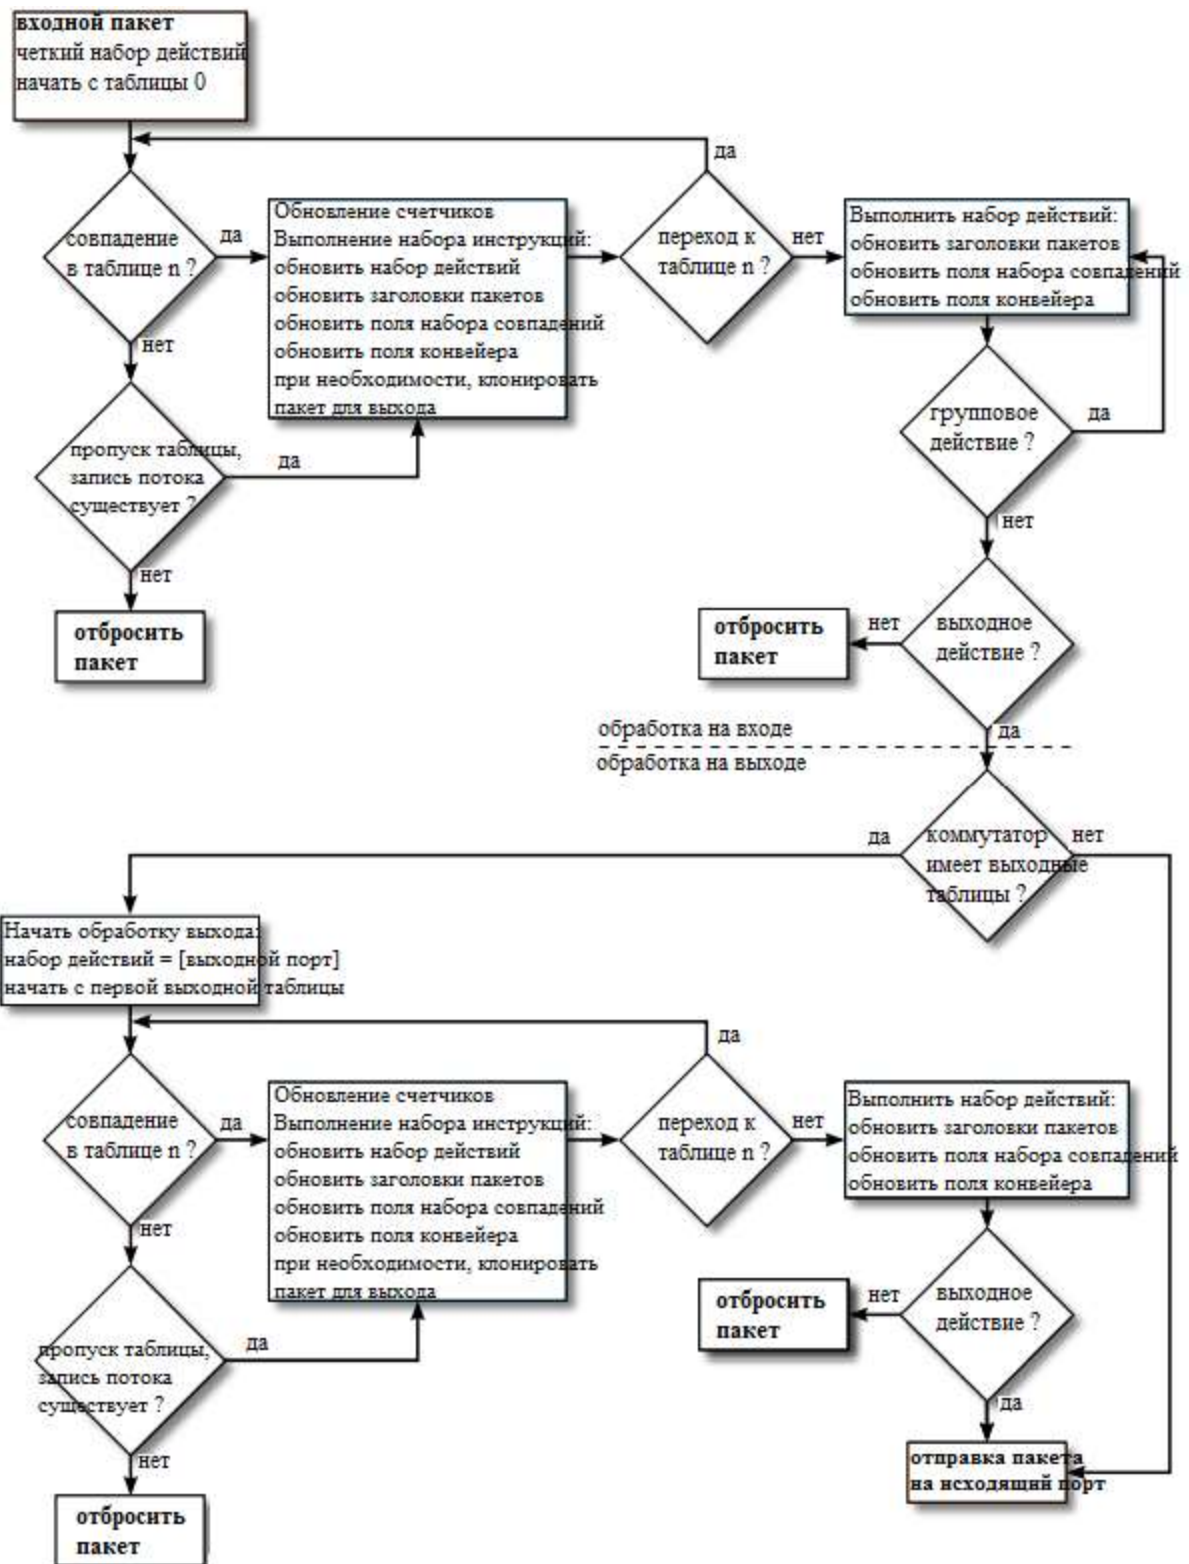 входной пакет
четкий набор действий
начать с таблицы 0
да
совпадение
в таблице n ?
да
Обновление счетчиков
Выполнение набора инструкций:
обновить набор действий
обновить заголовки пакетов
обновить поля набора совпадений
обновить поля конвейера
при необходимости, клонировать
пакет для выхода
переход к
таблице n ?
нет
Выполнить набор действий:
обновить заголовки пакетов
обновить поля набора совпадений
обновить поля конвейера
нет
групповое
действие ?
да
пропуск таблицы,
запись потока
существует ?
да
нет
нет
отбросить
пакет
отбросить
пакет
нет
выходное
действие ?
обработка на входе
да
обработка на выходе
да
коммутатор
имеет выходные
таблицы ?
нет
Начать обработку выхода:
набор действий = [выходной порт]
начать с первой выходной таблицы
да
совпадение
в таблице n ?
да
Обновление счетчиков
Выполнение набора инструкций:
обновить набор действий
обновить заголовки пакетов
обновить поля набора совпадений
обновить поля конвейера
при необходимости, клонировать
пакет для выхода
переход к
таблице n ?
нет
Выполнить набор действий:
обновить заголовки пакетов
обновить поля набора совпадений
обновить поля конвейера
нет
пропуск таблицы,
запись потока
существует ?
да
отбросить
пакет
нет
выходное
действие ?
да
нет
отправка пакета
на исходящий порт
отбросить
пакет